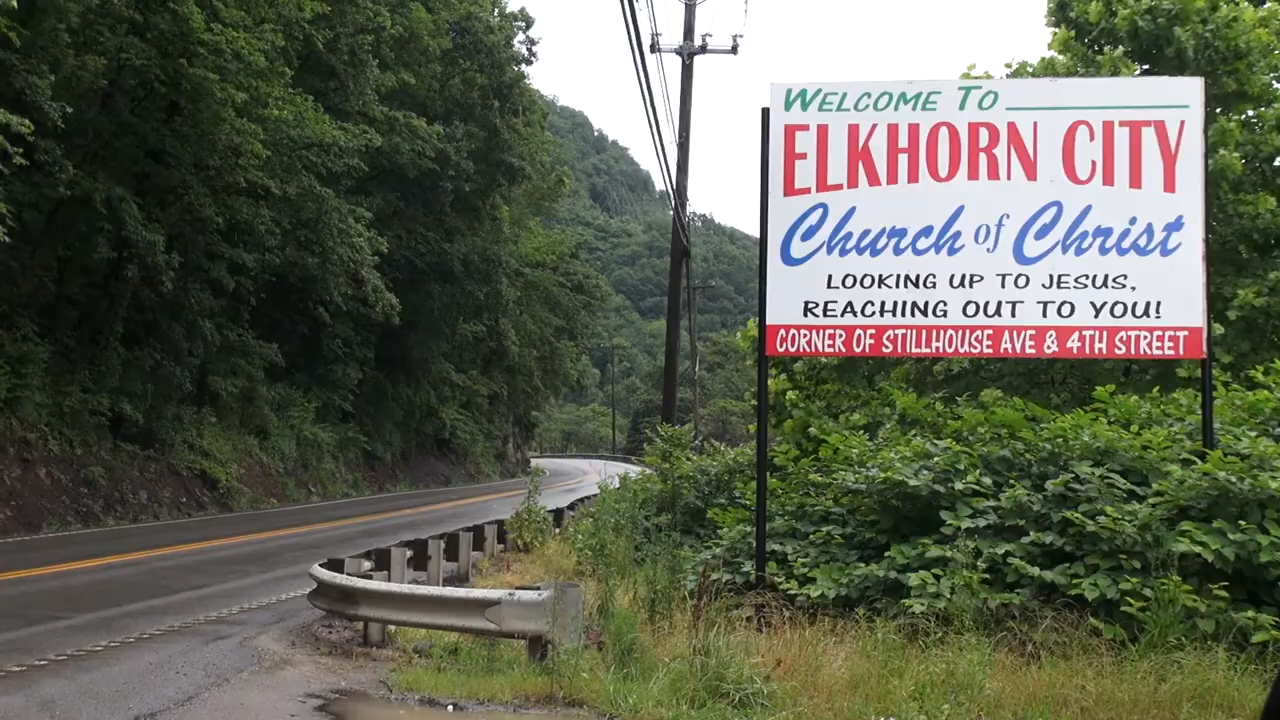 WELCOME TO
ELKHORN CITY
Church of Christ
LOOKING UP TO JESUS,
REACHING OUT TO YOU!
CORNER OF STILLHOUSE AVE & 4TH STREET